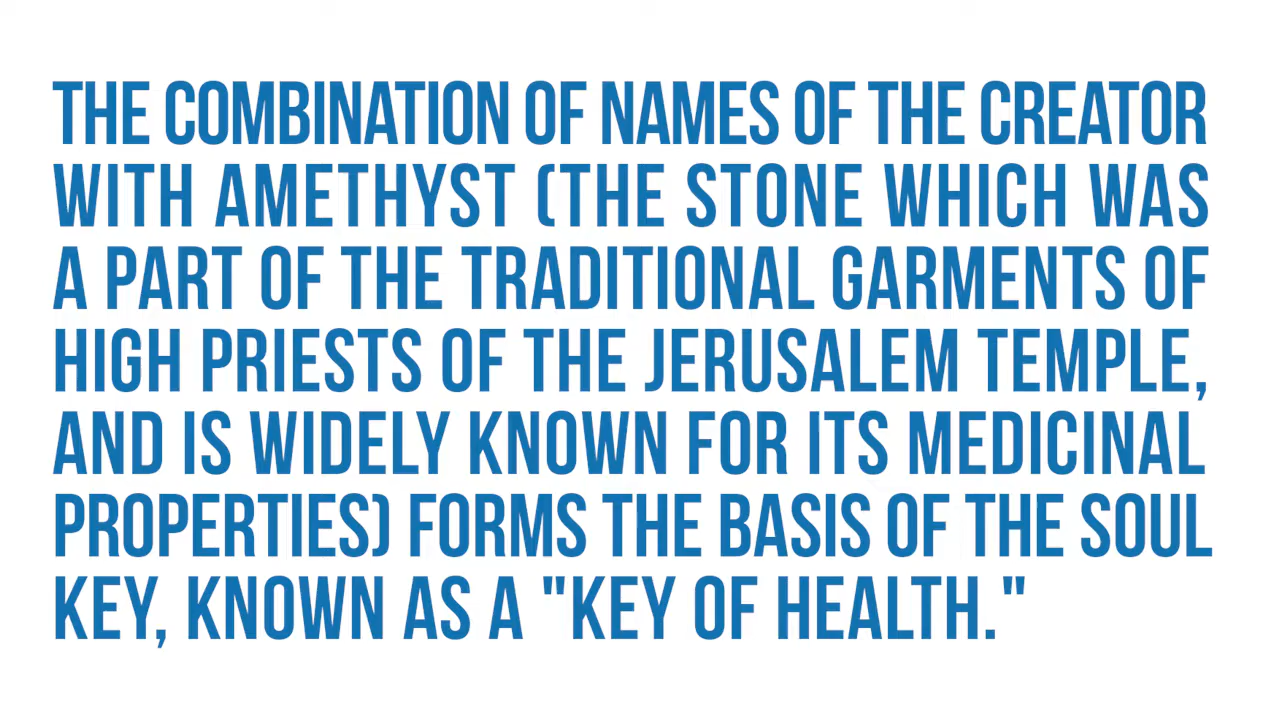 THE COMBINATION OF NAMES OF THE CREATOR
WITH AMETHYST (THE STONE WHICH WAS
A PART OF THE TRADITIONAL GARMENTS OF
HIGH PRIESTS OF THE JERUSALEM TEMPLE,
AND IS WIDELY KNOWN FOR ITS MEDICINAL
PROPERTIES) FORMS THE BASIS OF THE SOUL
KEY, KNOWN AS A "KEY OF HEALTH."